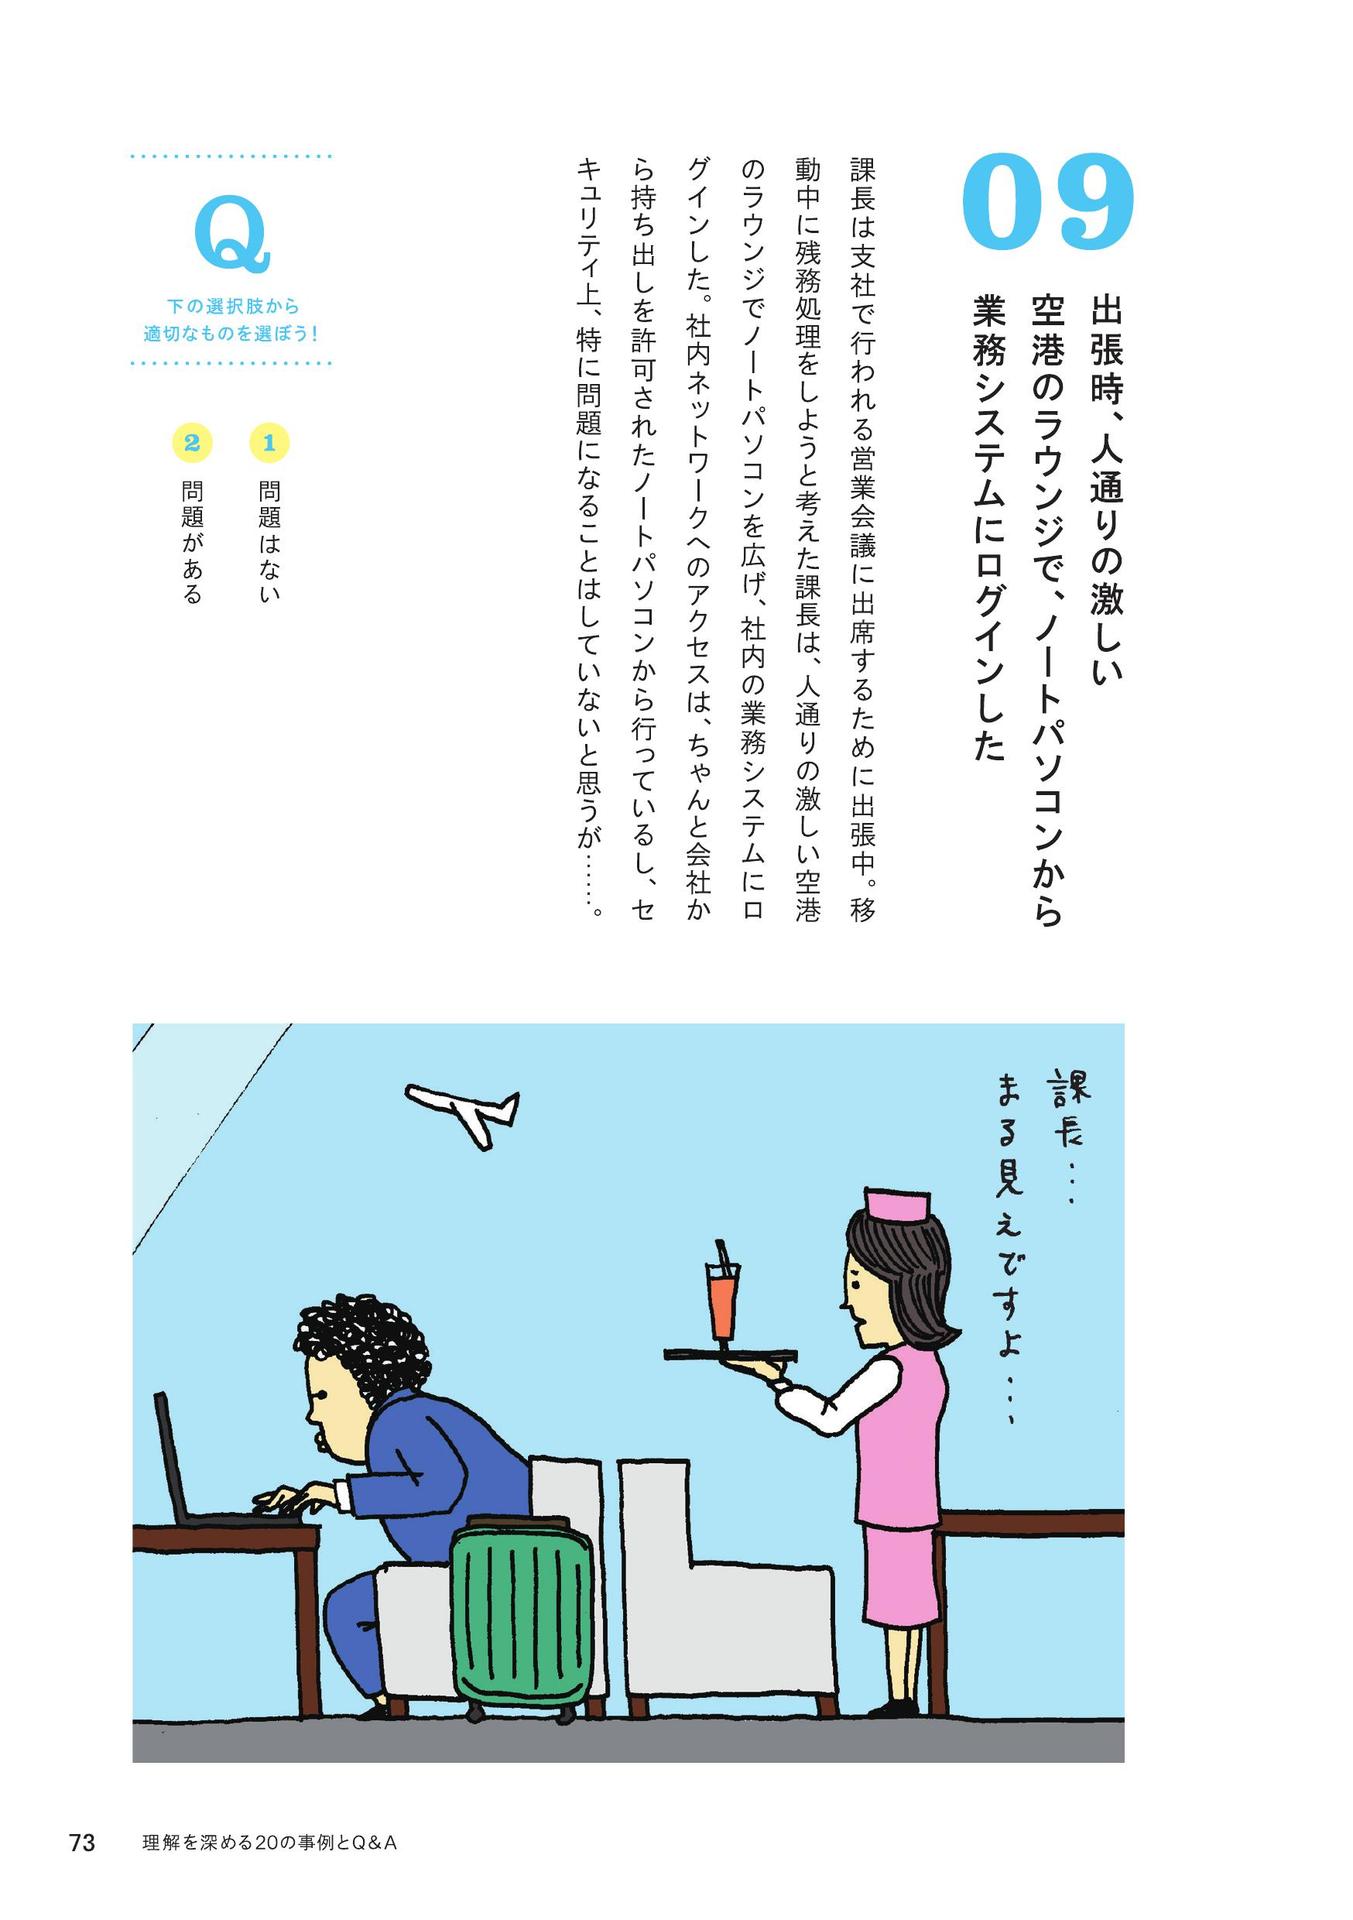 09
出張時、人通りの激しい
空港のラウンジで、ノートパソコンから
業務システムにログインした
課長は支社で行われる営業会議に出席するために出張中。移
動中に残務処理をしようと考えた課長は、人通りの激しい空港
のラウンジでノートパソコンを広げ、社内の業務システムにロ
グインした。社内ネットワークへのアクセスは、ちゃんと会社か
ら持ち出しを許可されたノートパソコンから行っているし、セ
キュリティ上、特に問題になることはしていないと思うが……。
Q
下の選択肢から
適切なものを選ぼう!
1 問題はない
2 問題がある
課長…
まる見えですよ…
73 理解を深める20の事例とQ&A